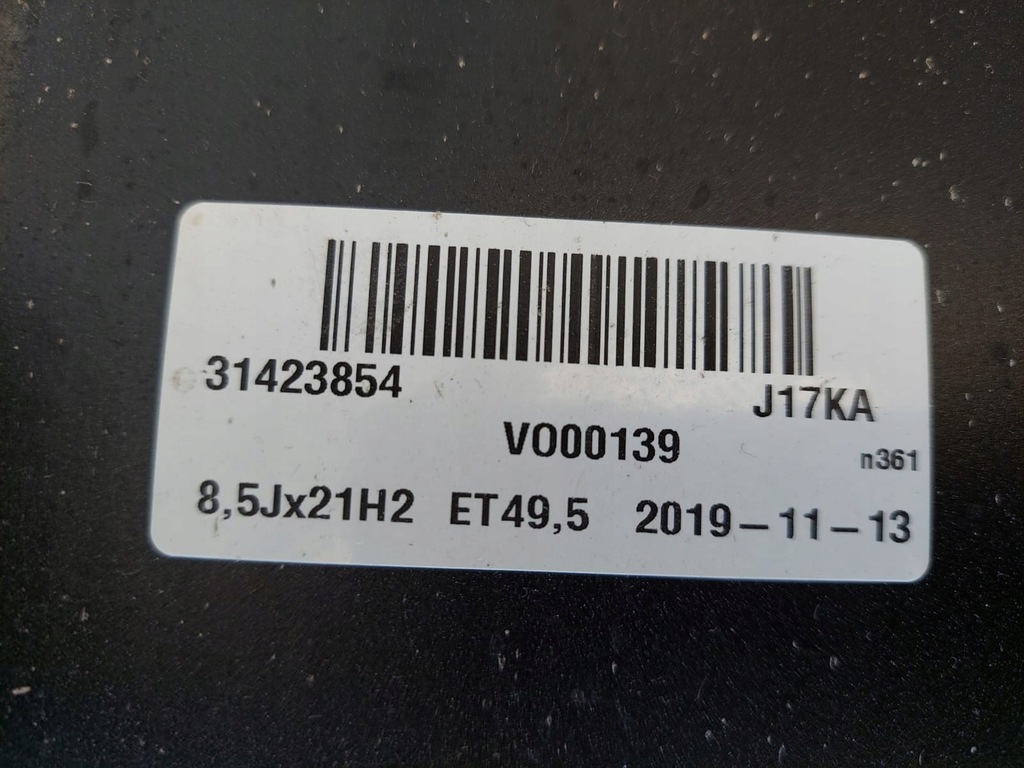 31423854 J17KA
VO00139
n361
8,5Jx21H2 ET49,5 2019-11-13